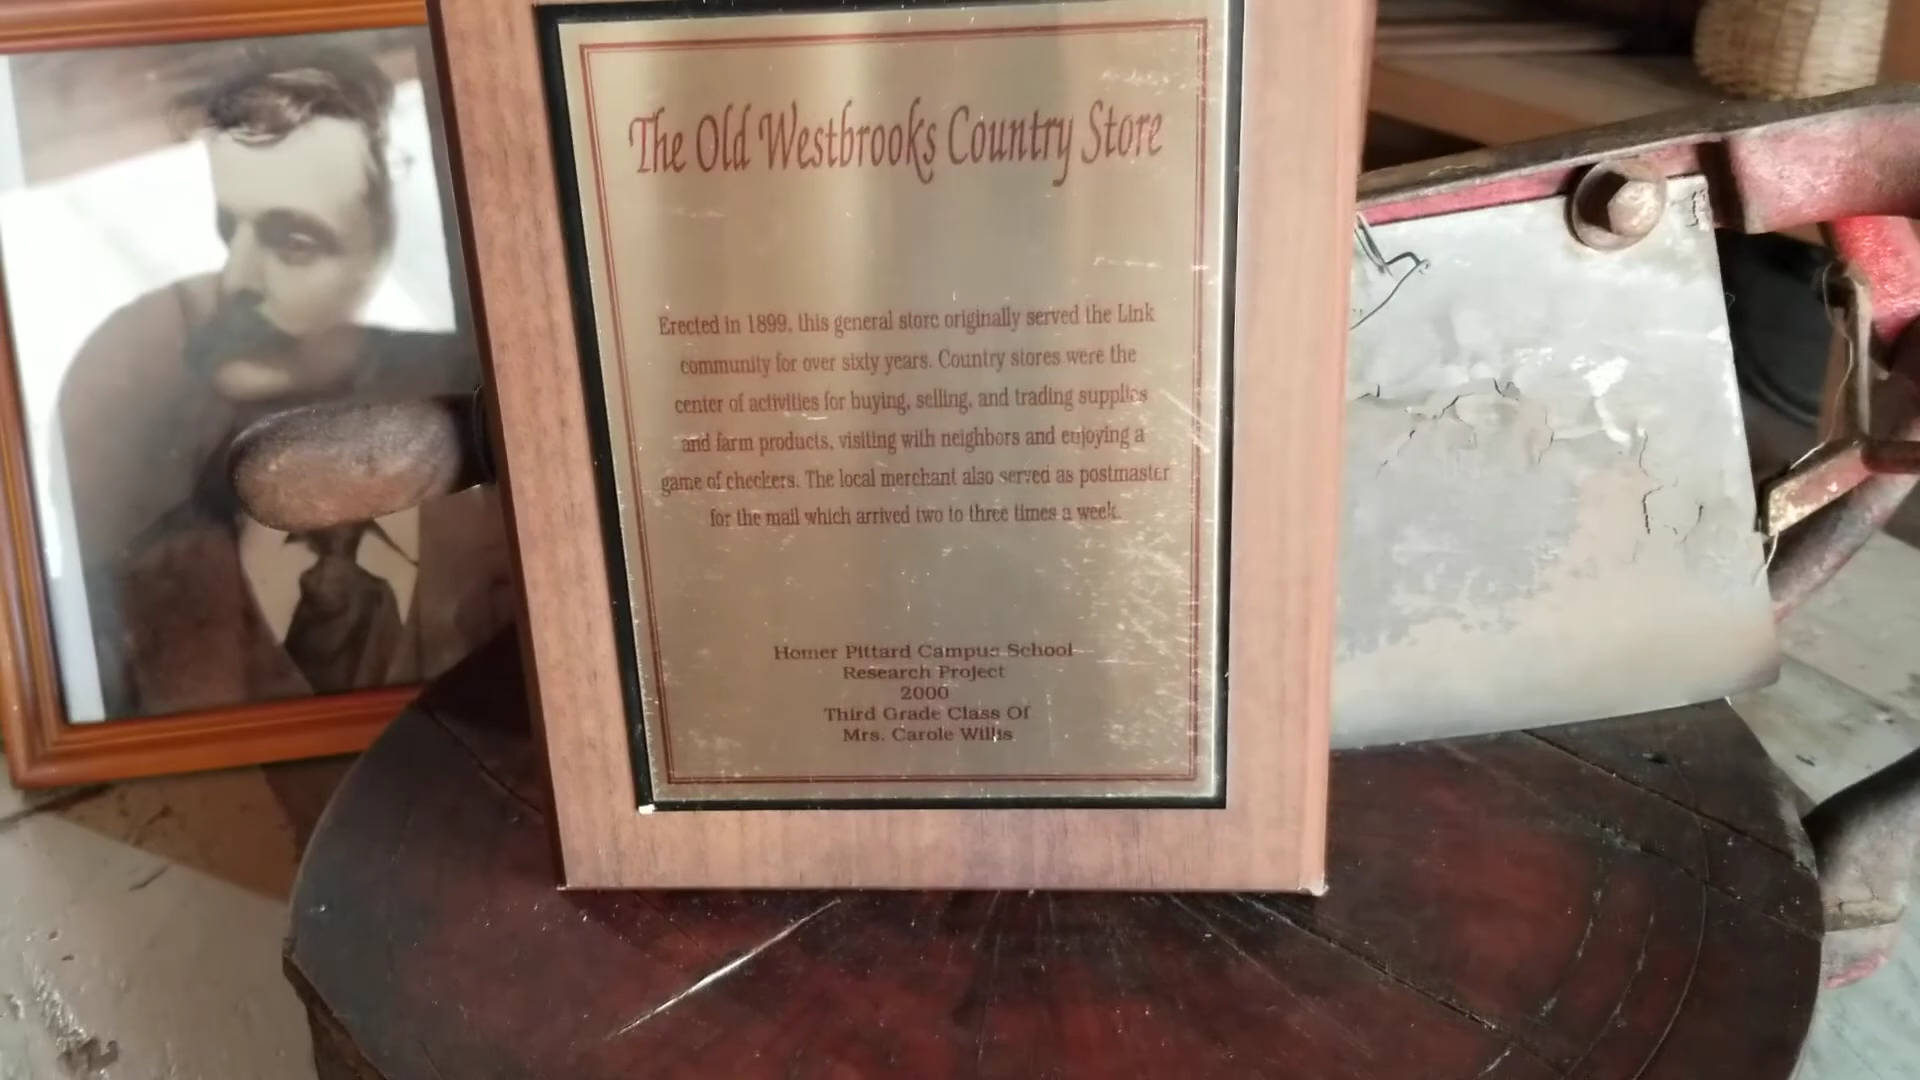 The Old Westbrooks Country Store
Erected in 1899, this general store originally served the Link
community for over sixty years. Country stores were the
center of activities for buying, selling, and trading supplies
and farm products, visiting with neighbors and enjoying a
game of checkers. The local merchant also served as postmaster
for the mail which arrived two to three times a week.
Homer Pittard Campus School
Research Project
2000
Third Grade Class Of
Mrs. Carole Willis